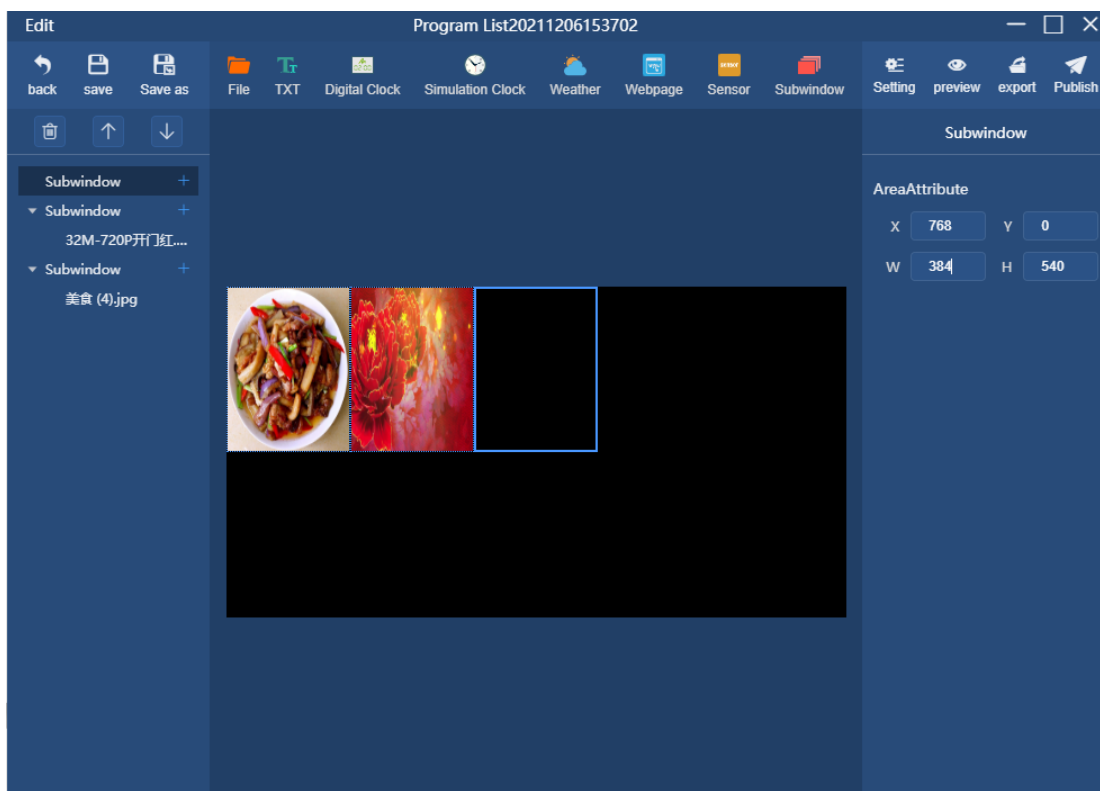 Edit
Program List20211206153702
back save Save as File TXT Digital Clock Simulation Clock Weather Webpage Sensor Subwindow Setting preview export Publish
Subwindow
Subwindow
Subwindow
32M-720P开门红....
Subwindow
美食 (4).jpg
AreaAttribute
X 768 Y 0
W 384 H 540